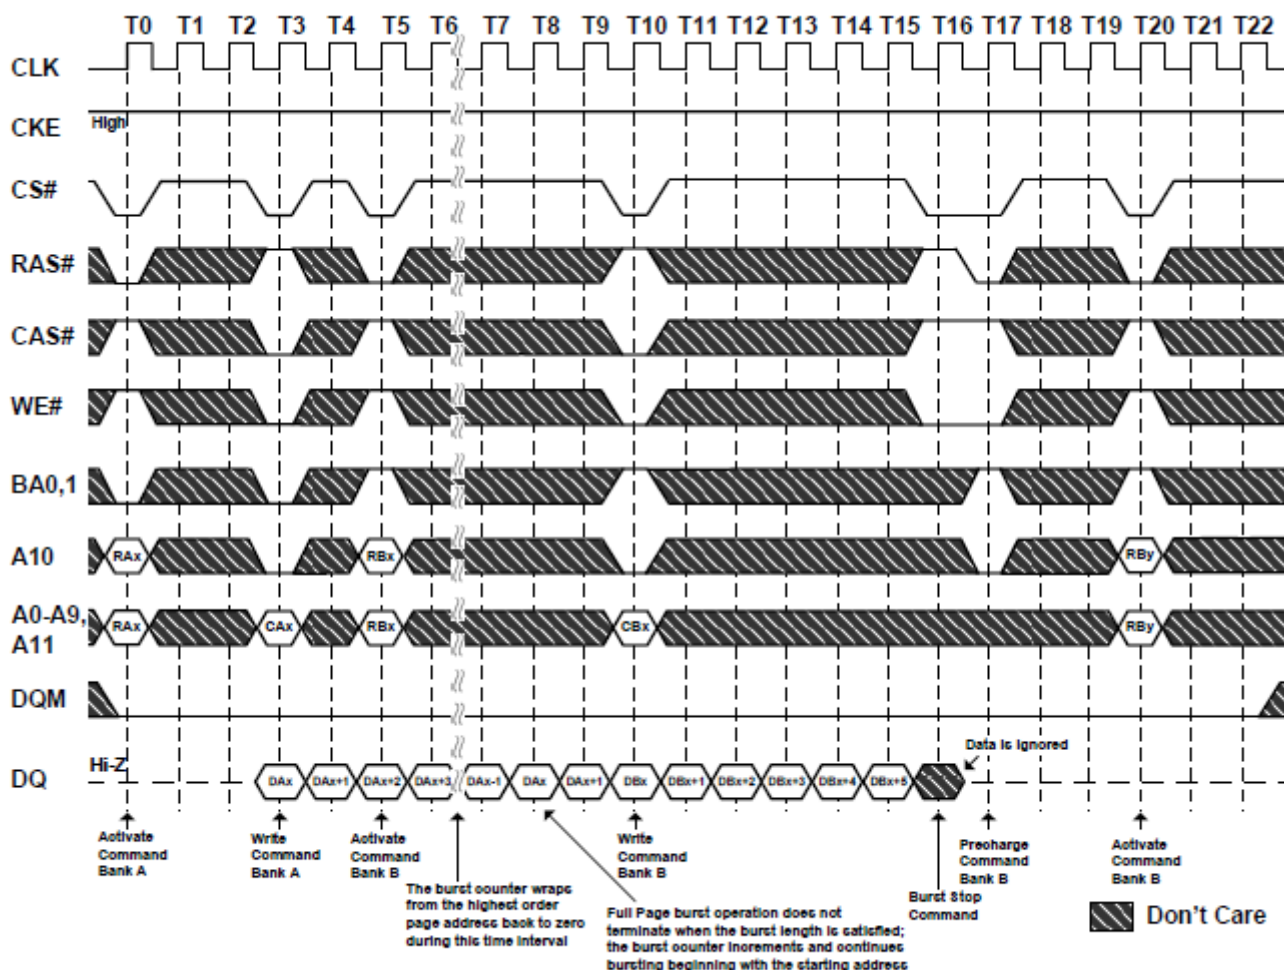 T0 T1 T2 T3 T4 T5 T6 T7 T8 T9 T10 T11 T12 T13 T14 T15 T16 T17 T18 T19 T20 T21 T22
CLK
CKE High
CS#
RAS#
CAS#
WE#
BA0,1
A10 RAx RBx RBy
A0-A9,
A11 RAx CAx RBx CBx RBy
DQM
Data is Ignored
DQ Hi-Z DAx DAx+1 DAx+2 DAx+3 DAx-1 DAx DAx+1 DBx DBx+1 DBx+2 DBx+3 DBx+4 DBx+5
Activate
Command
Bank A
Write
Command
Bank A
Activate
Command
Bank B
The burst counter wraps
from the highest order
page address back to zero
during this time interval
Write
Command
Bank B
Full Page burst operation does not
terminate when the burst length is satisfied;
the burst counter increments and continues
bursting beginning with the starting address
Burst Stop
Command
Precharge
Command
Bank B
Activate
Command
Bank B
Don't Care